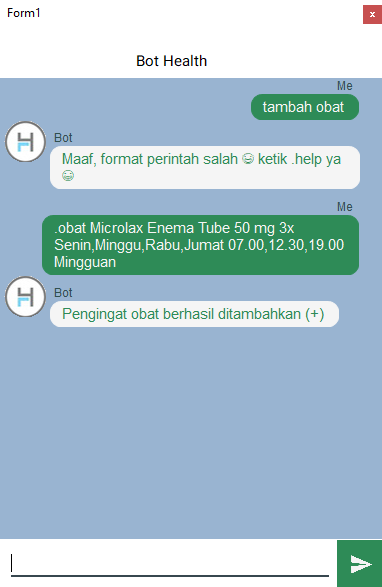 Form1
x
Bot Health
Me
tambah obat
Bot
Maaf, format perintah salah 😂 ketik .help ya
😂
Me
.obat Microlax Enema Tube 50 mg 3x
Senin,Minggu,Rabu,Jumat 07.00,12.30,19.00
Mingguan
Bot
Pengingat obat berhasil ditambahkan (+)